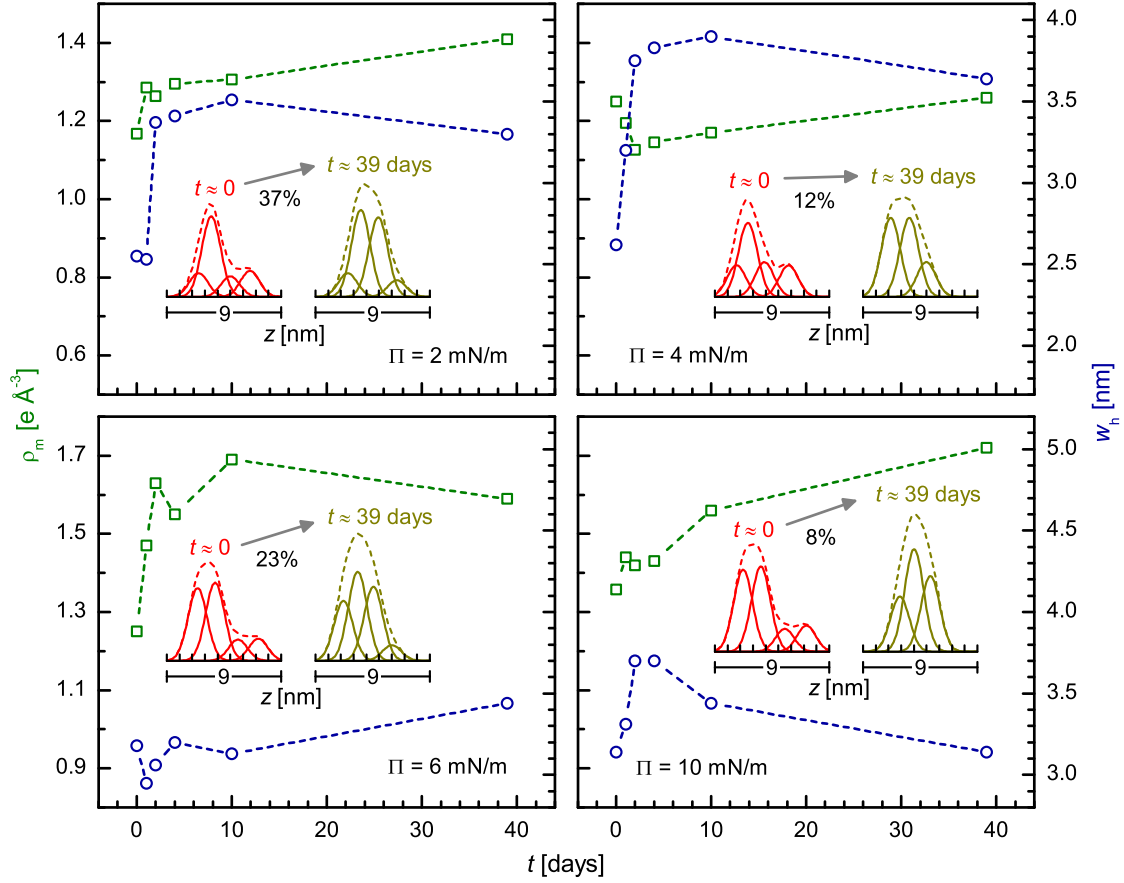 1.4
1.2
1.0
0.8
0.6
t ≈ 0
37%
t ≈ 39 days
9
9
z [nm]
Π = 2 mN/m
4.0
3.5
3.0
2.5
2.0
t ≈ 0
12%
t ≈ 39 days
9
9
z [nm]
Π = 4 mN/m
ρm [e Å-3]
wh [nm]
1.7
1.5
1.3
1.1
0.9
t ≈ 0
23%
t ≈ 39 days
9
9
z [nm]
Π = 6 mN/m
0
10
20
30
40
5.0
4.5
4.0
3.5
3.0
t ≈ 0
8%
t ≈ 39 days
9
9
z [nm]
Π = 10 mN/m
0
10
20
30
40
t [days]